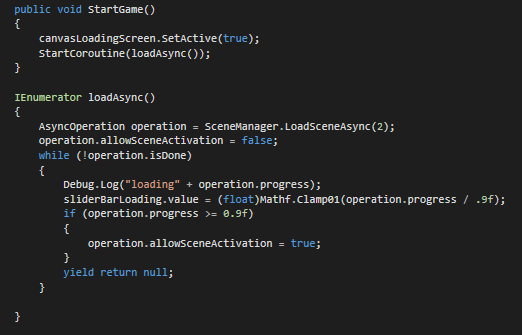 public void StartGame()
{
canvasLoadingScreen.SetActive(true);
StartCoroutine(loadAsync());
}
IEnumerator loadAsync()
{
AsyncOperation operation = SceneManager.LoadSceneAsync(2);
operation.allowSceneActivation = false;
while (!operation.isDone)
{
Debug.Log("loading" + operation.progress);
sliderBarLoading.value = (float)Mathf.Clamp01(operation.progress / .9f);
if (operation.progress >= 0.9f)
{
operation.allowSceneActivation = true;
}
yield return null;
}
}